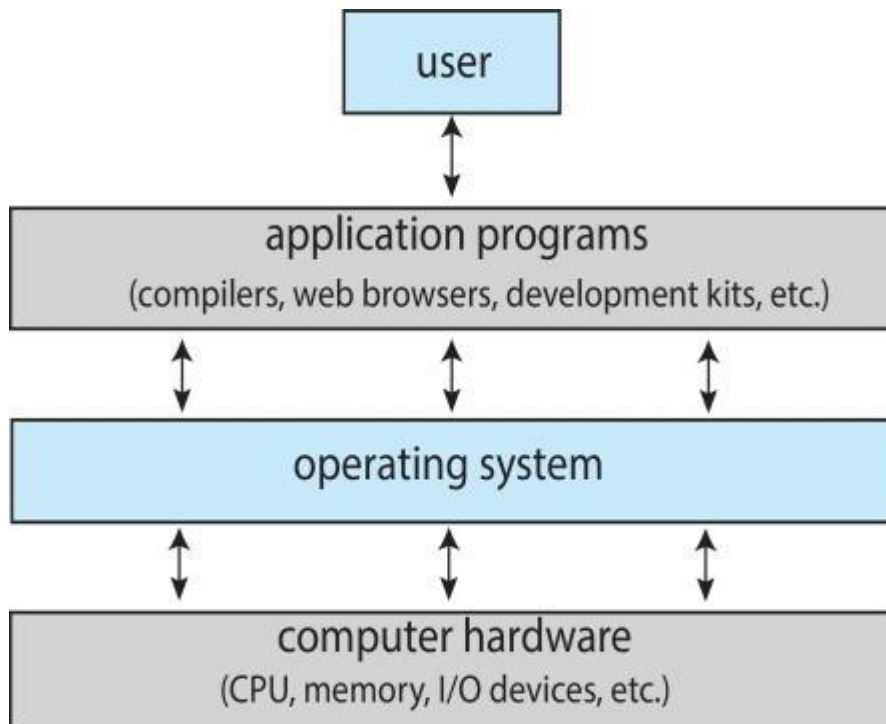 user
application programs
(compilers, web browsers, development kits, etc.)
operating system
computer hardware
(CPU, memory, I/O devices, etc.)